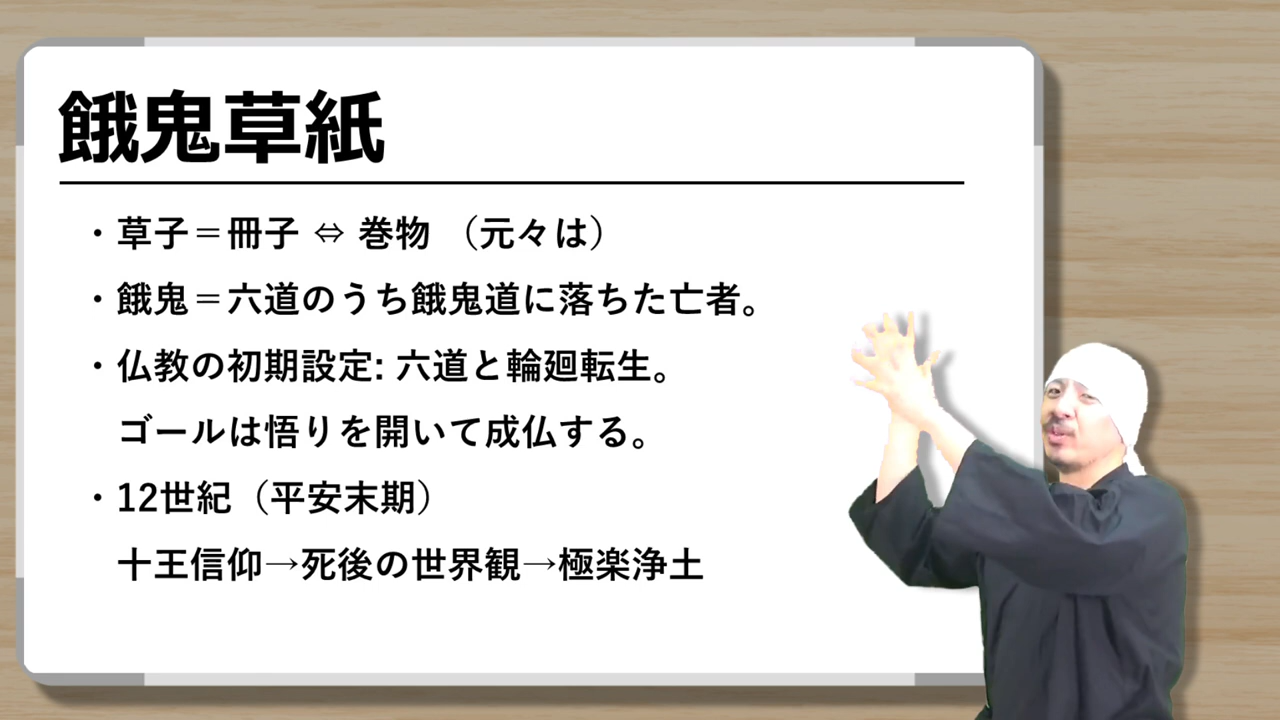 餓鬼草紙
・草子＝冊子 ⇔ 巻物 （元々は）
・餓鬼＝六道のうち餓鬼道に落ちた亡者。
・仏教の初期設定: 六道と輪廻転生。
ゴールは悟りを開いて成仏する。
・12世紀（平安末期）
十王信仰→死後の世界観→極楽浄土